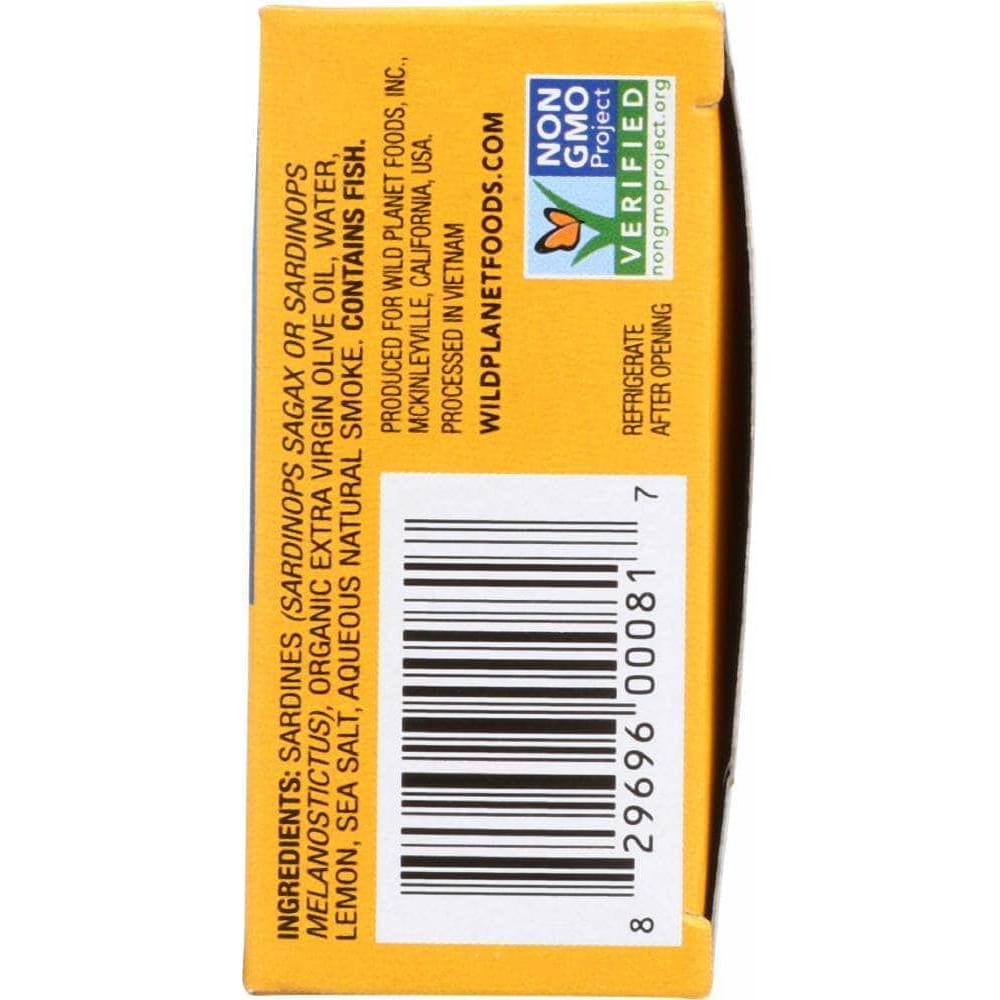 INGREDIENTS: SARDINES (SARDINOPS SAGAX OR SARDINOPS
MELANOSTICTUS), ORGANIC EXTRA VIRGIN OLIVE OIL, WATER,
LEMON, SEA SALT, AQUEOUS NATURAL SMOKE. CONTAINS FISH.
PRODUCED FOR WILD PLANET FOODS, INC.,
MCKINLEYVILLE, CALIFORNIA, USA.
PROCESSED IN VIETNAM
WILDPLANETFOODS.COM
REFRIGERATE
AFTER OPENING
NON
GMO
Project
VERIFIED
nongmoproject.org
8 29696 00081 7